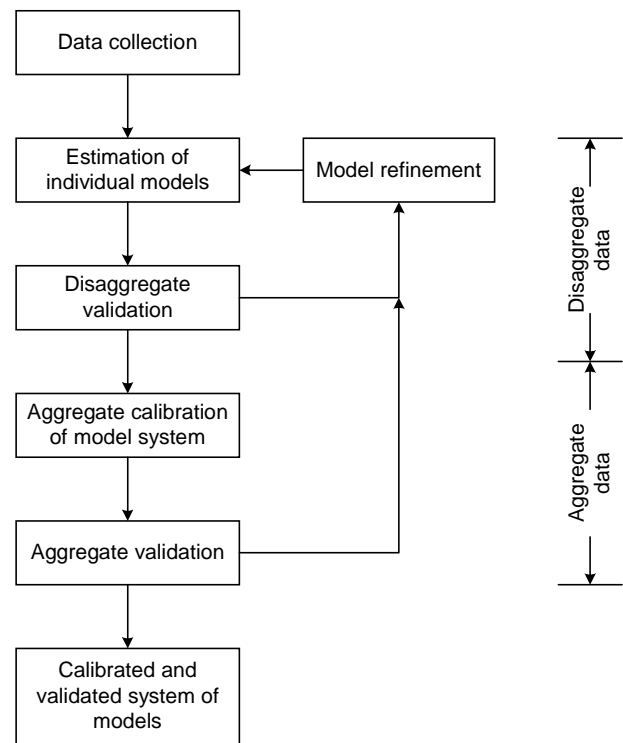 Data collection
Estimation of
individual models
Model refinement
Disaggregate
validation
Aggregate calibration
of model system
Aggregate validation
Calibrated and
validated system of
models
Disaggregate
data
Aggregate
data